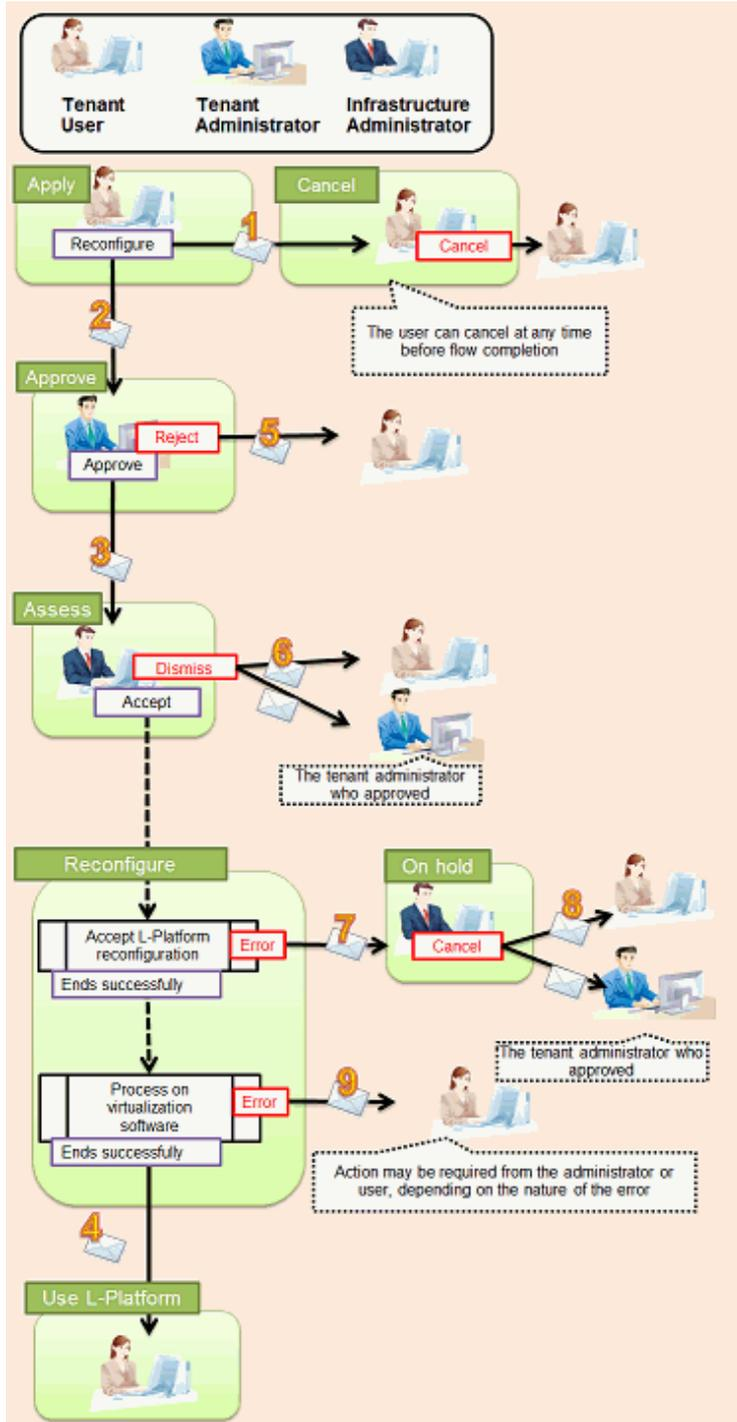 Tenant User
Tenant Administrator
Infrastructure Administrator
Apply
Cancel
Reconfigure
1
Cancel
2
The user can cancel at any time
before flow completion
Approve
Reject
5
Approve
3
Assess
6
Dismiss
Accept
The tenant administrator
who approved
Reconfigure
On hold
8
7
Accept L-Platform
reconfiguration
Error
Cancel
Ends successfully
The tenant administrator who
approved
9
Process on
virtualization
software
Error
Ends successfully
Action may be required from the administrator or
user, depending on the nature of the error
4
Use L-Platform